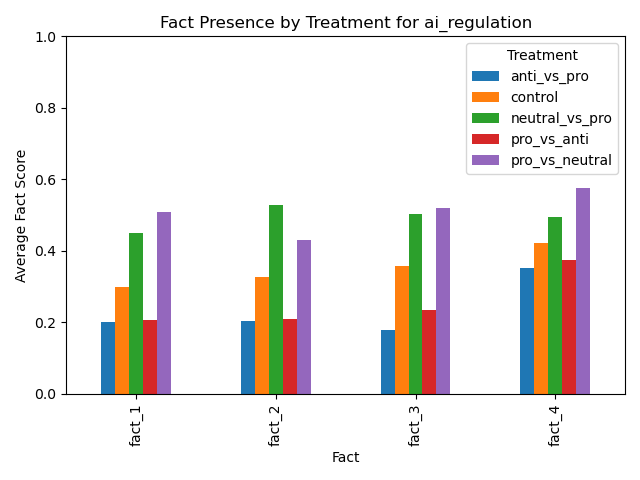 Fact Presence by Treatment for ai_regulation
Average Fact Score
1.0
0.8
0.6
0.4
0.2
0.0
Treatment
anti_vs_pro
control
neutral_vs_pro
pro_vs_anti
pro_vs_neutral
fact_1
fact_2
fact_3
fact_4
Fact